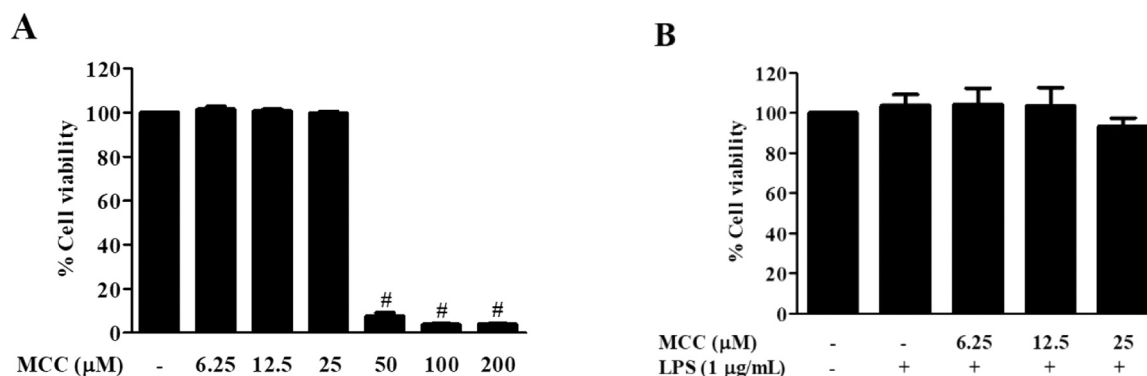 A
% Cell viability
120
100
80
60
40
20
0
# # #
MCC (µM) - 6.25 12.5 25 50 100 200
B
% Cell viability
120
100
80
60
40
20
0
MCC (µM) - - 6.25 12.5 25
LPS (1 µg/mL) - + + + +